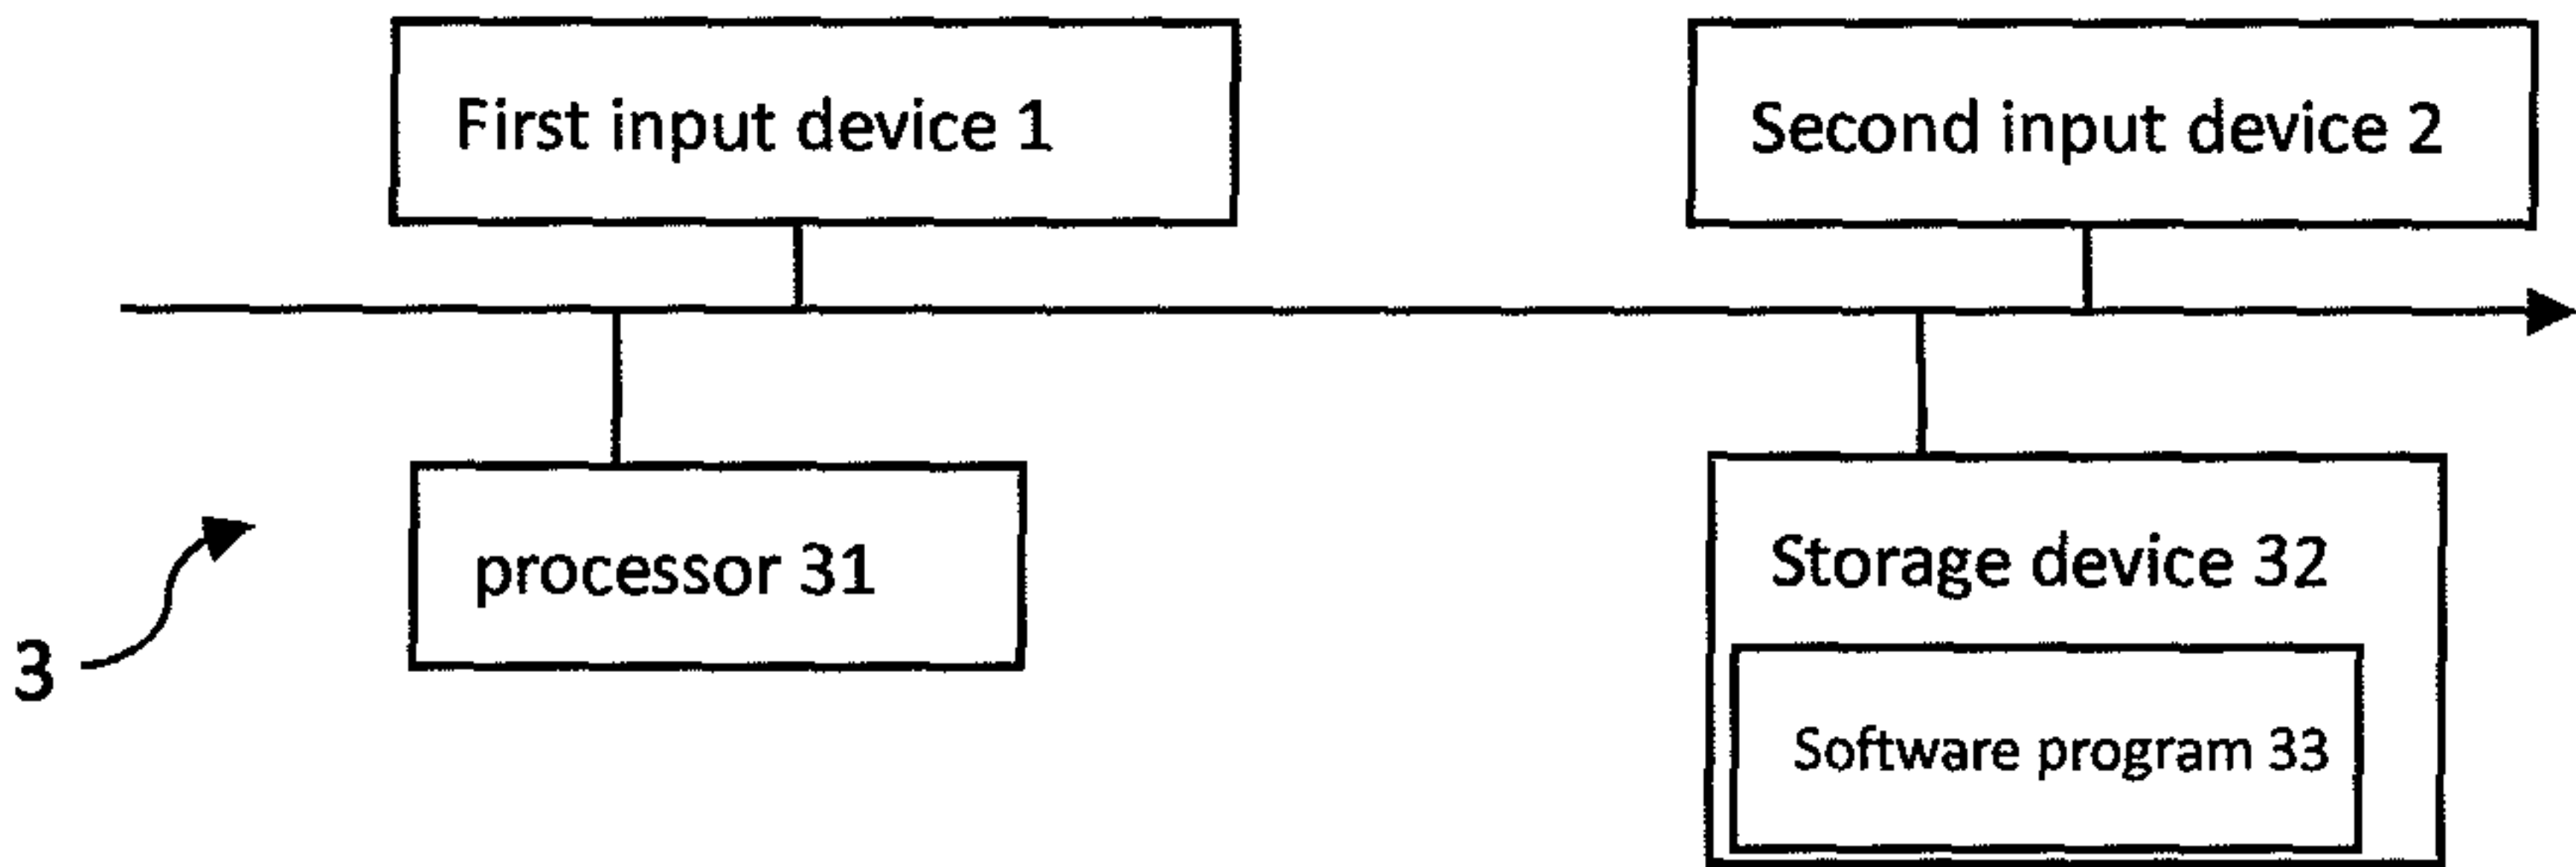 First input device 1
Second input device 2
processor 31
Storage device 32
3
Software program 33